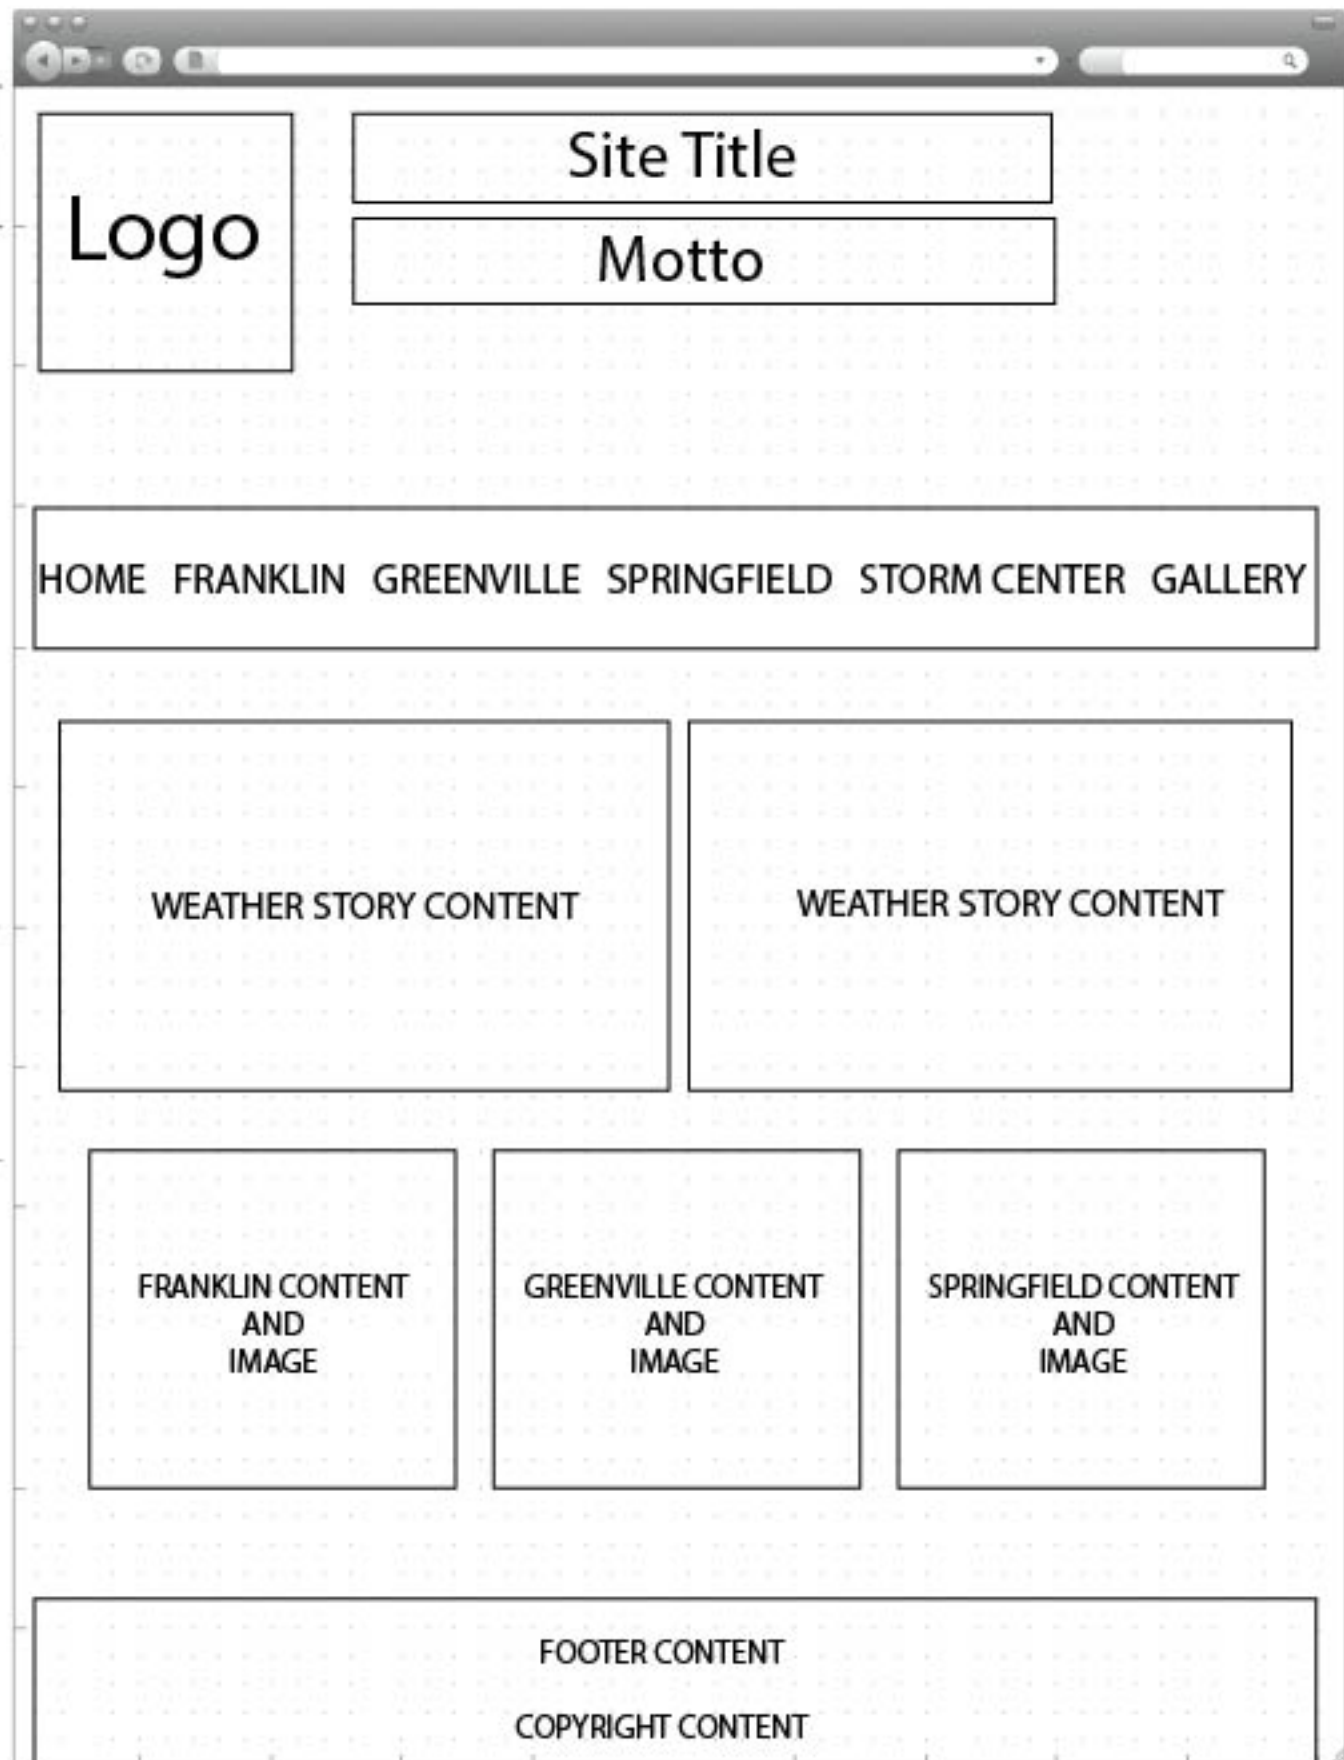 Logo
Site Title
Motto
HOME FRANKLIN GREENVILLE SPRINGFIELD STORM CENTER GALLERY
WEATHER STORY CONTENT
WEATHER STORY CONTENT
FRANKLIN CONTENT
AND
IMAGE
GREENVILLE CONTENT
AND
IMAGE
SPRINGFIELD CONTENT
AND
IMAGE
FOOTER CONTENT
COPYRIGHT CONTENT